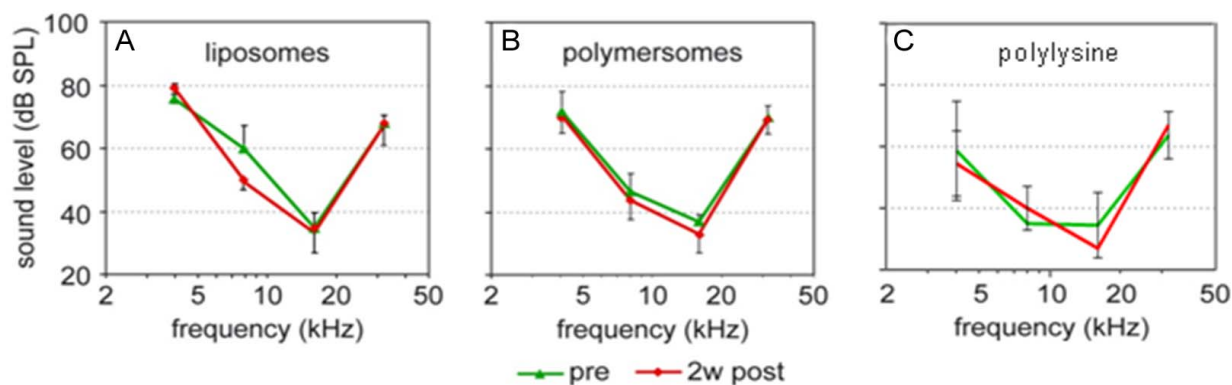 A
liposomes
B
polymersomes
C
polylysine
sound level (dB SPL)
100
80
60
40
20
2 5 10 20 50
2 5 10 20 50
2 5 10 20 50
frequency (kHz)
frequency (kHz)
frequency (kHz)
pre 2w post